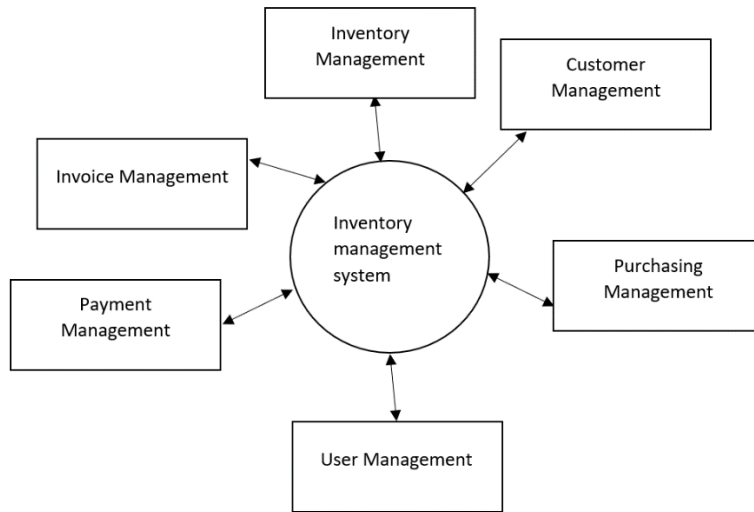 Inventory
Management
Customer
Management
Invoice Management
Inventory
management
system
Purchasing
Management
Payment
Management
User Management